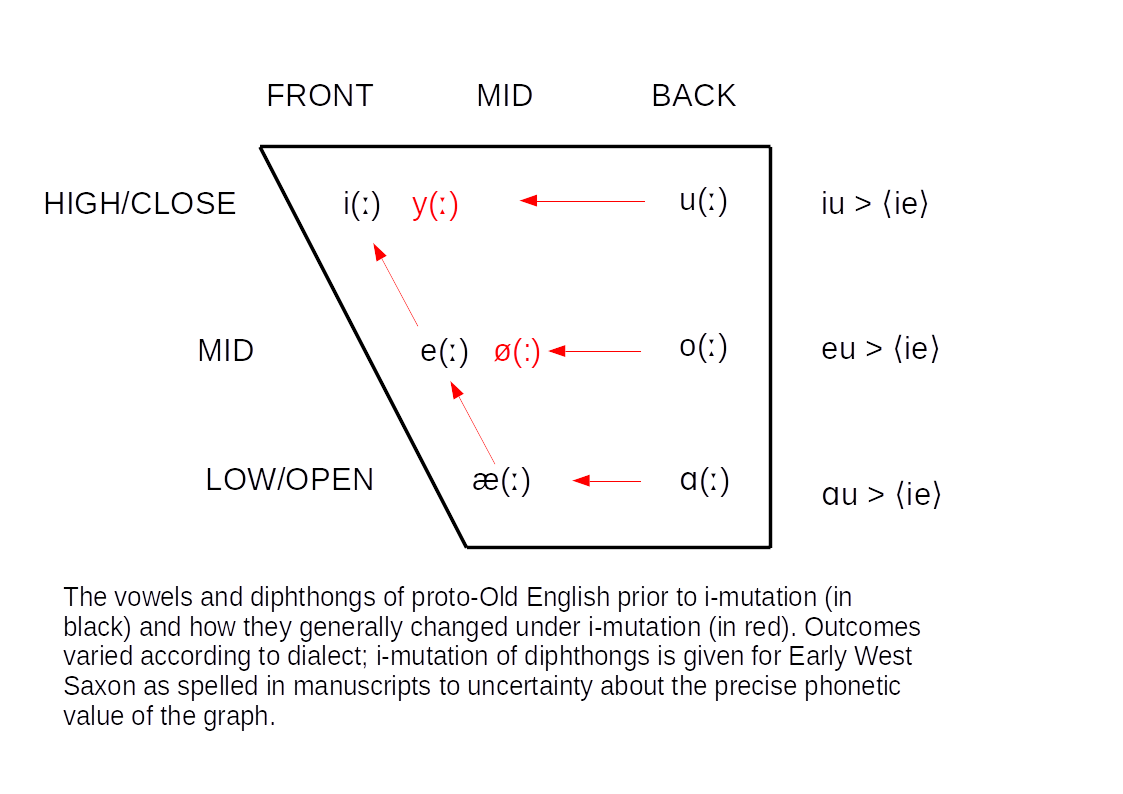 FRONT MID BACK
HIGH/CLOSE i(ː) y(ː) u(ː) iu > ⟨ie⟩
MID e(ː) ø(ː) o(ː) eu > ⟨ie⟩
LOW/OPEN æ(ː) ɑ(ː) ɑu > ⟨ie⟩
The vowels and diphthongs of proto-Old English prior to i-mutation (in
black) and how they generally changed under i-mutation (in red). Outcomes
varied according to dialect; i-mutation of diphthongs is given for Early West
Saxon as spelled in manuscripts to uncertainty about the precise phonetic
value of the graph.